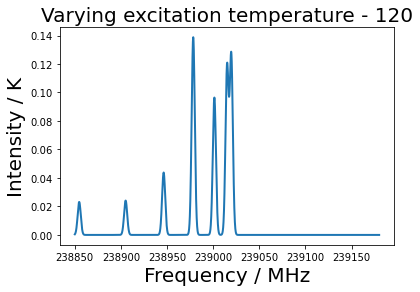 Varying excitation temperature - 120
0.14
0.12
0.10
0.08
0.06
0.04
0.02
0.00
Intensity / K
238850 238900 238950 239000 239050 239100 239150
Frequency / MHz